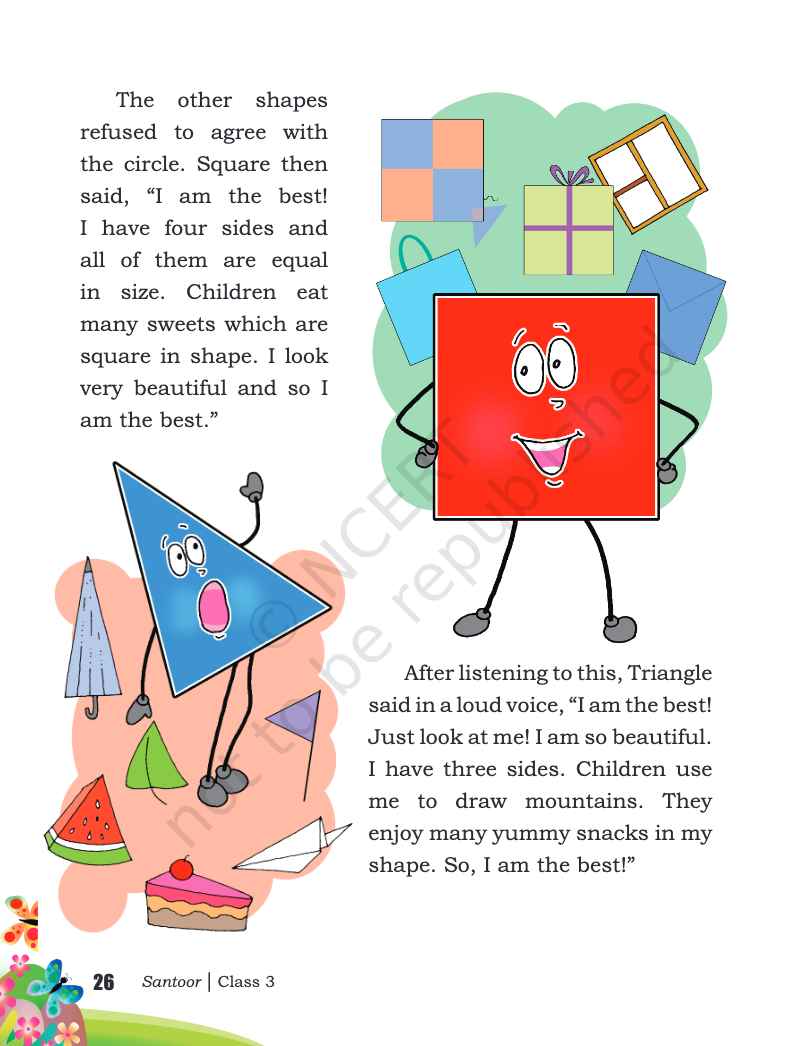 The other shapes
refused to agree with
the circle. Square then
said, “I am the best!
I have four sides and
all of them are equal
in size. Children eat
many sweets which are
square in shape. I look
very beautiful and so I
am the best.”
After listening to this, Triangle
said in a loud voice, “I am the best!
Just look at me! I am so beautiful.
I have three sides. Children use
me to draw mountains. They
enjoy many yummy snacks in my
shape. So, I am the best!”
© NCERT
not to be republished
26 Santoor | Class 3